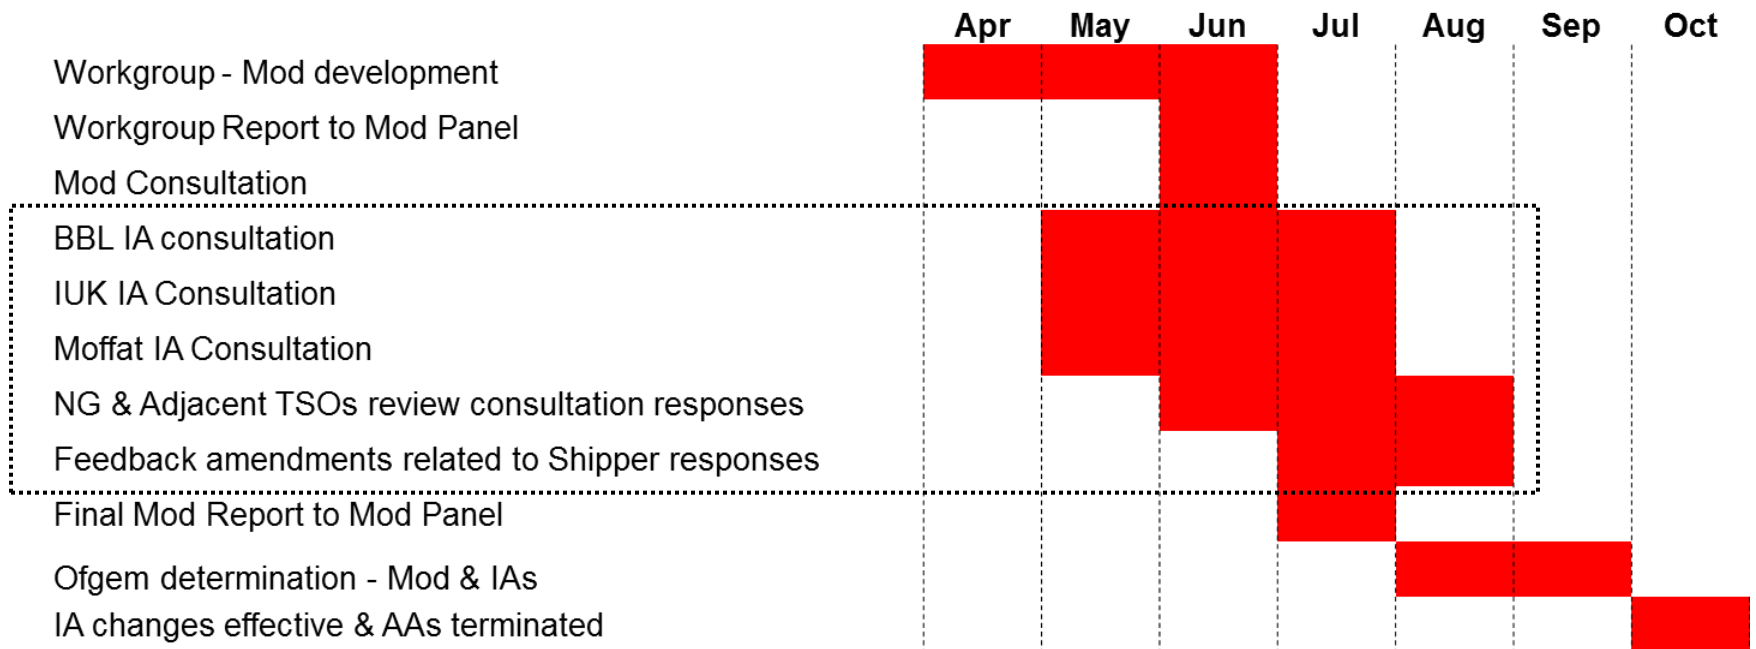 Apr May Jun Jul Aug Sep Oct
Workgroup - Mod development
Workgroup Report to Mod Panel
Mod Consultation
BBL IA consultation
IUK IA Consultation
Moffat IA Consultation
NG & Adjacent TSOs review consultation responses
Feedback amendments related to Shipper responses
Final Mod Report to Mod Panel
Ofgem determination - Mod & IAs
IA changes effective & AAs terminated